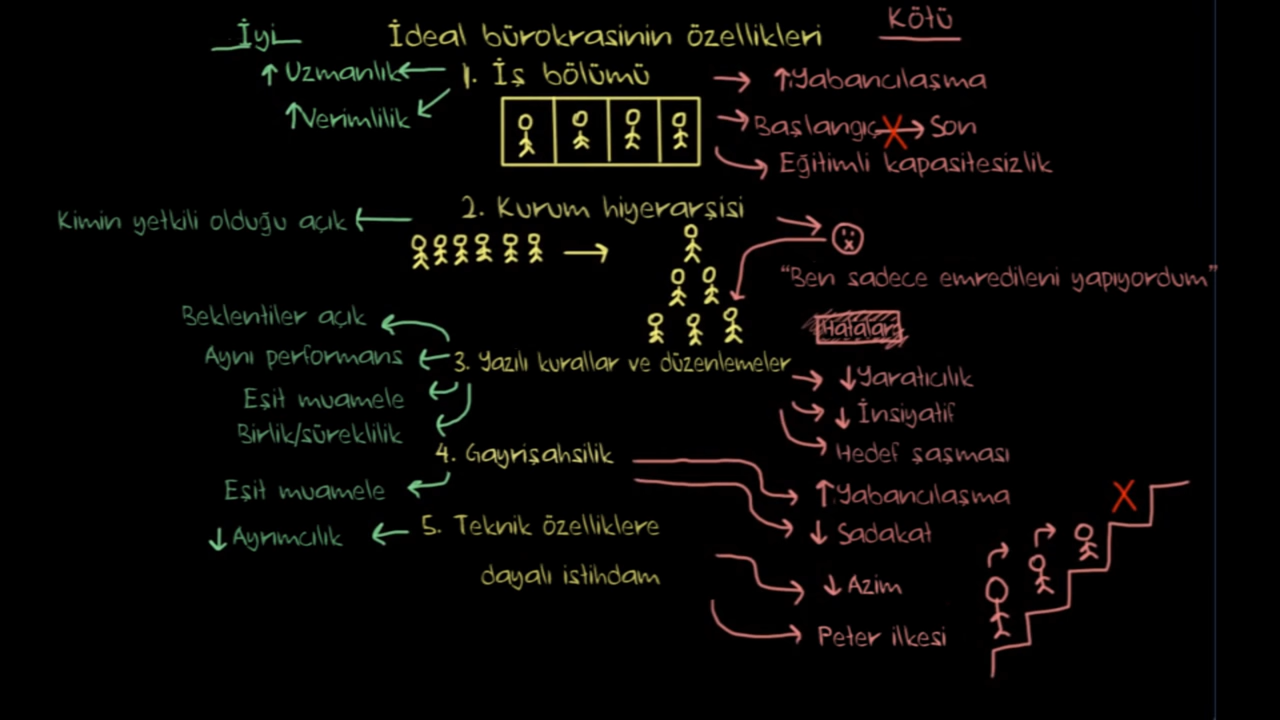 İyi İdeal bürokrasinin özellikleri Kötü
↑ Uzmanlık 1. İş bölümü ↑Yabancılaşma
↑Verimlilik Başlangıç → Son
Eğitimli kapasitesizlik
Kimin yetkili olduğu açık 2. Kurum hiyerarşisi
"Ben sadece emredileni yapıyordum"
Beklentiler açık Hataları
Aynı performans 3. Yazılı kurallar ve düzenlemeler ↓Yaratıcılık
Eşit muamele ↓ İnsiyatif
Birlik/süreklilik Hedef şaşması
4. Gayrişahsilik
Eşit muamele ↑Yabancılaşma
↓ Ayrımcılık 5. Teknik özelliklere ↓ Sadakat
dayalı istihdam ↓ Azim
Peter ilkesi